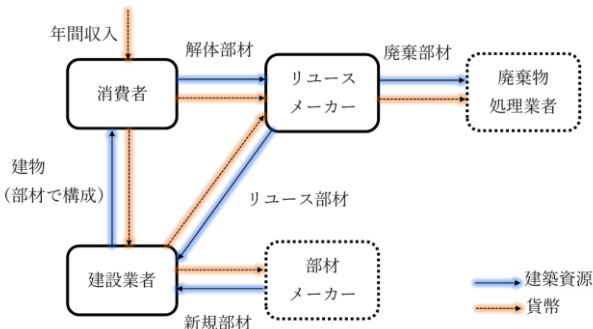 年間収入
解体部材
廃棄部材
消費者
リユース
メーカー
廃棄物
処理業者
建物
（部材で構成）
リユース部材
建設業者
部材
メーカー
新規部材
建築資源
貨幣